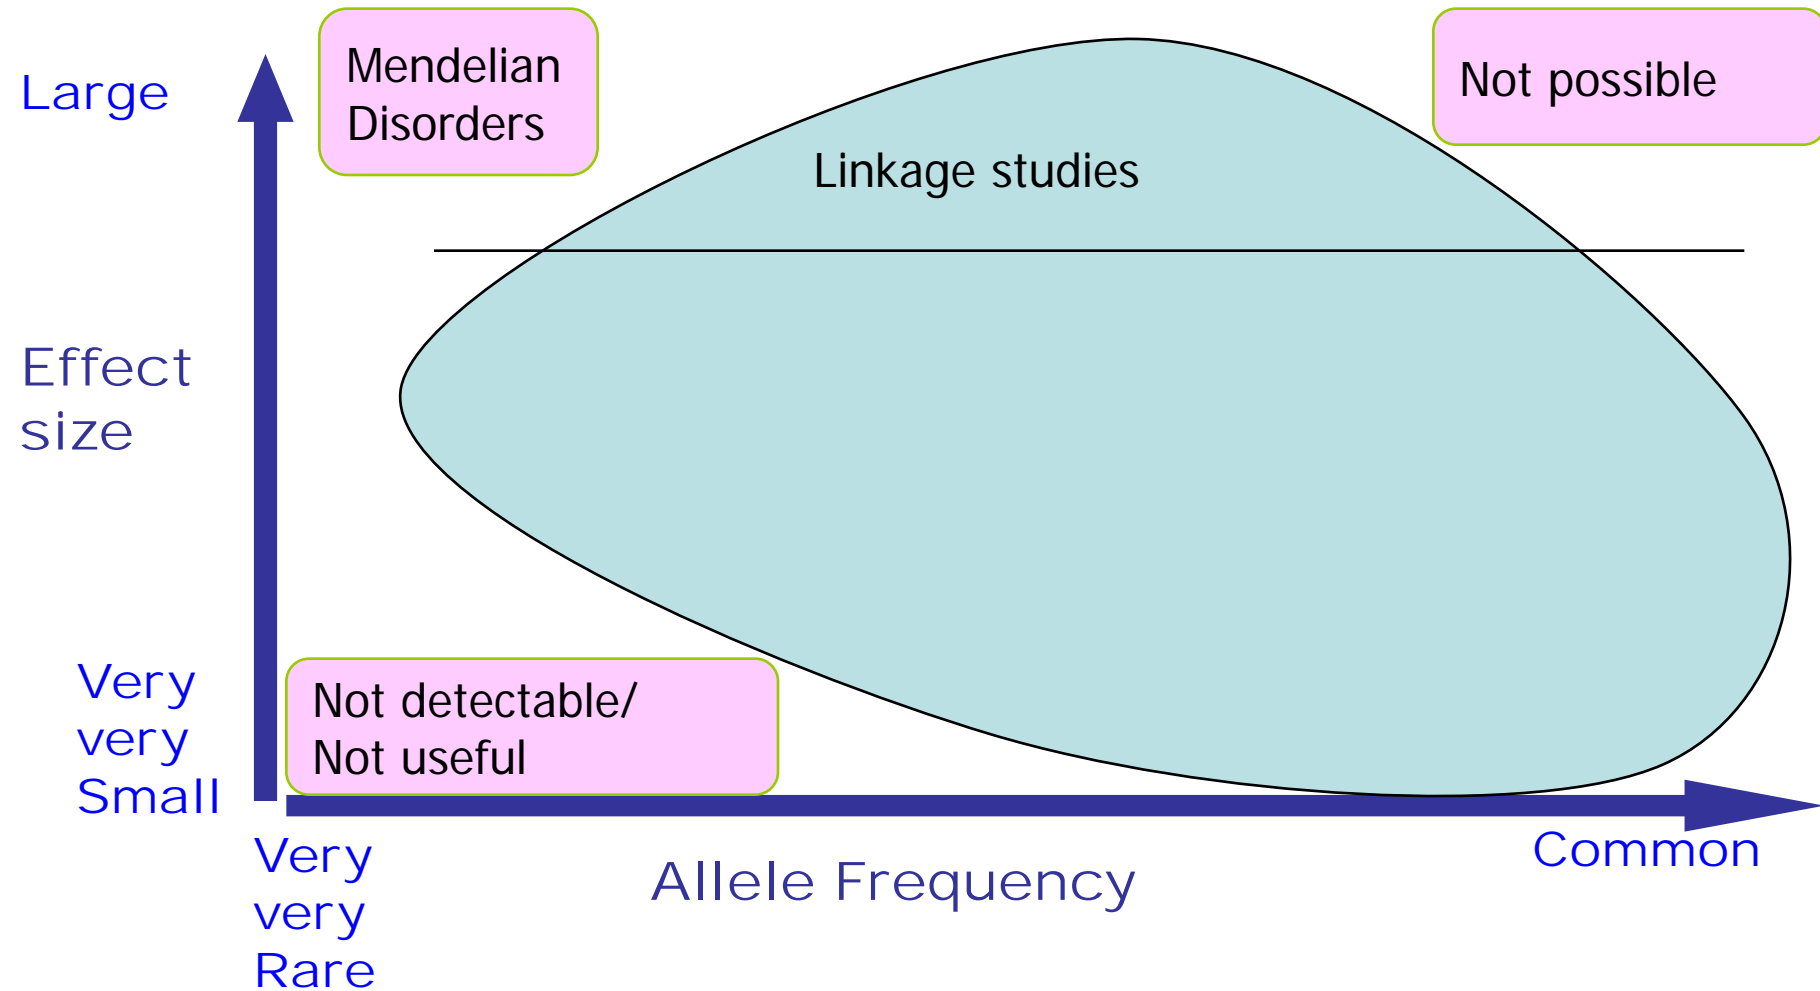 Large
Mendelian
Disorders
Not possible
Linkage studies
Effect
size
Very
very
Small
Not detectable/
Not useful
Very
very
Rare
Allele Frequency
Common